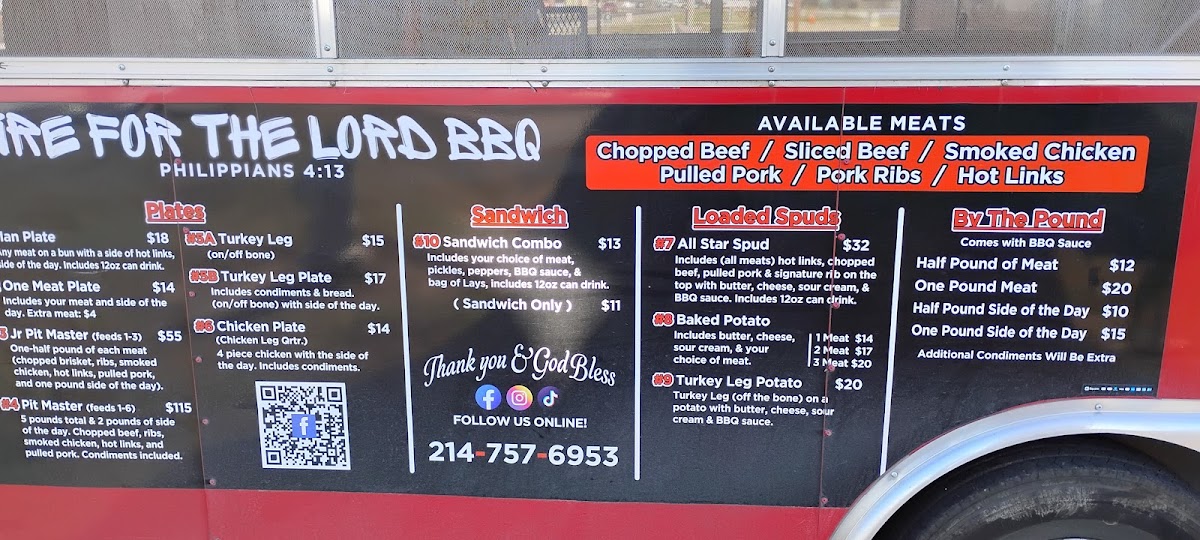 IRE FOR THE LORD BBQ
PHILIPPIANS 4:13
Plates
Man Plate $18
Any meat on a bun with a side of hot links,
side of the day. Includes 12oz can drink.
One Meat Plate $14
Includes your meat and side of the
day. Extra meat: $4
3 Jr Pit Master (feeds 1-3) $55
One-half pound of each meat
(chopped brisket, ribs, smoked
chicken, hot links, pulled pork,
and one pound side of the day).
#4 Pit Master (feeds 1-6) $115
5 pounds total & 2 pounds of side
of the day. Chopped beef, ribs,
smoked chicken, hot links, and
pulled pork. Condiments included.
#5A Turkey Leg $15
(on/off bone)
#5B Turkey Leg Plate $17
Includes condiments & bread.
(on/off bone) with side of the day.
#6 Chicken Plate $14
(Chicken Leg Qrtr.)
4 piece chicken with the side of
the day. Includes condiments.
Sandwich
#10 Sandwich Combo $13
Includes your choice of meat,
pickles, peppers, BBQ sauce, &
bag of Lays, includes 12oz can drink.
( Sandwich Only ) $11
Thank you & God Bless
FOLLOW US ONLINE!
214-757-6953
AVAILABLE MEATS
Chopped Beef / Sliced Beef / Smoked Chicken
Pulled Pork / Pork Ribs / Hot Links
Loaded Spuds
#7 All Star Spud $32
Includes (all meats) hot links, chopped
beef, pulled pork & signature rib on the
top with butter, cheese, sour cream, &
BBQ sauce. Includes 12oz can drink.
#8 Baked Potato
Includes butter, cheese,
sour cream, & your
choice of meat.
1 Meat $14
2 Meat $17
3 Meat $20
#9 Turkey Leg Potato $20
Turkey Leg (off the bone) on a
potato with butter, cheese, sour
cream & BBQ sauce.
By The Pound
Comes with BBQ Sauce
Half Pound of Meat $12
One Pound Meat $20
Half Pound Side of the Day $10
One Pound Side of the Day $15
Additional Condiments Will Be Extra